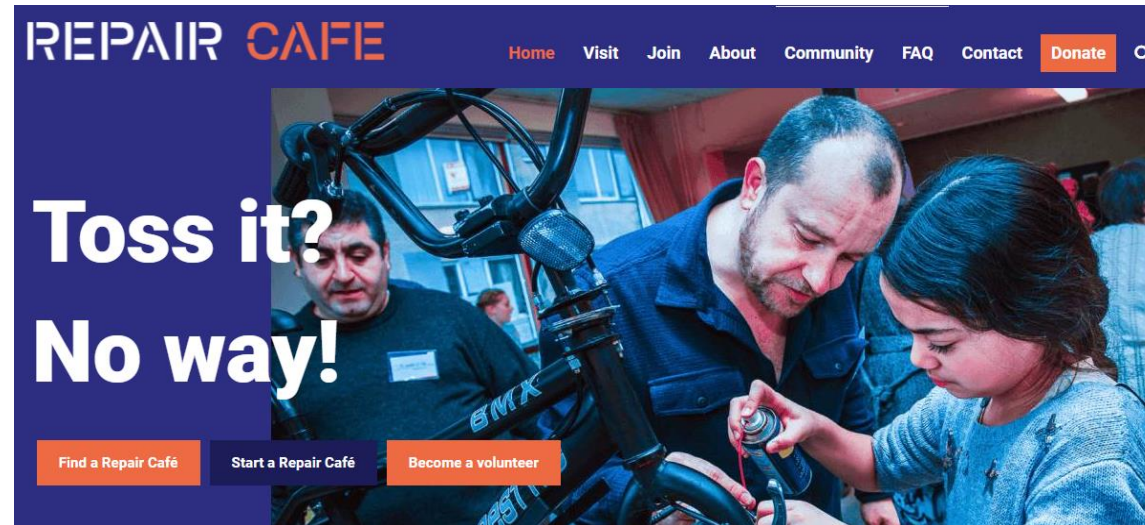 REPAIR CAFE
Home Visit Join About Community FAQ Contact Donate
Toss it?
No way!
BMX
Find a Repair Café Start a Repair Café Become a volunteer